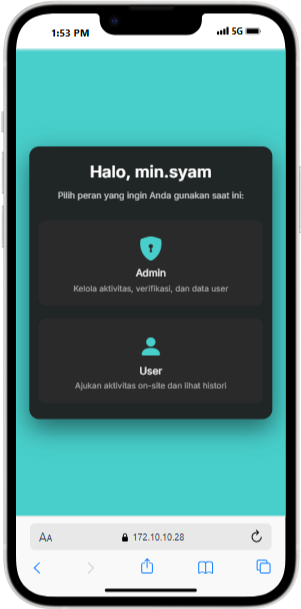 1:53 PM 5G
Halo, min.syam
Pilih peran yang ingin Anda gunakan saat ini:
Admin
Kelola aktivitas, verifikasi, dan data user
User
Ajukan aktivitas on-site dan lihat histori
AA 172.10.10.28